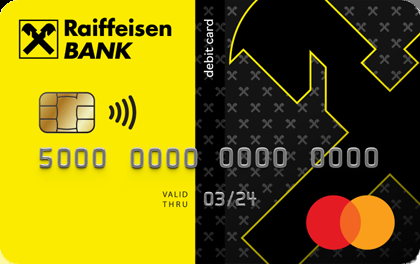 Raiffeisen
BANK
debit card
5000 0000 0000 0000
VALID
THRU
03/24